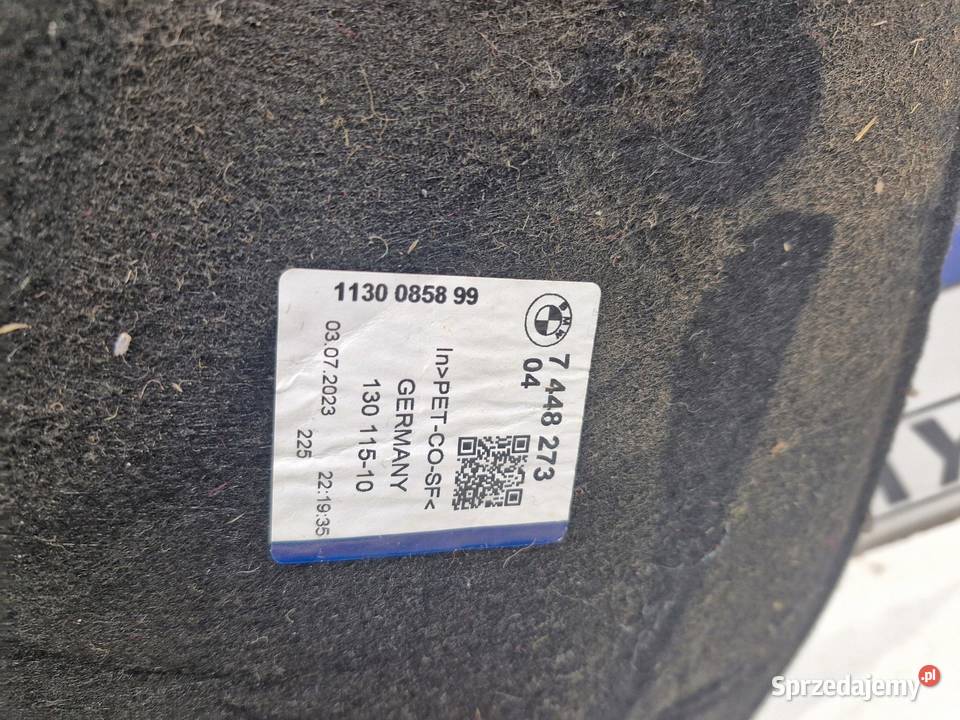 1130 0858 99
BMW
7 448 273
04
In>PET-CO-SF<
GERMANY
130 115-10
03.07.2023 225 22:19:35
Sprzedajemy.pl